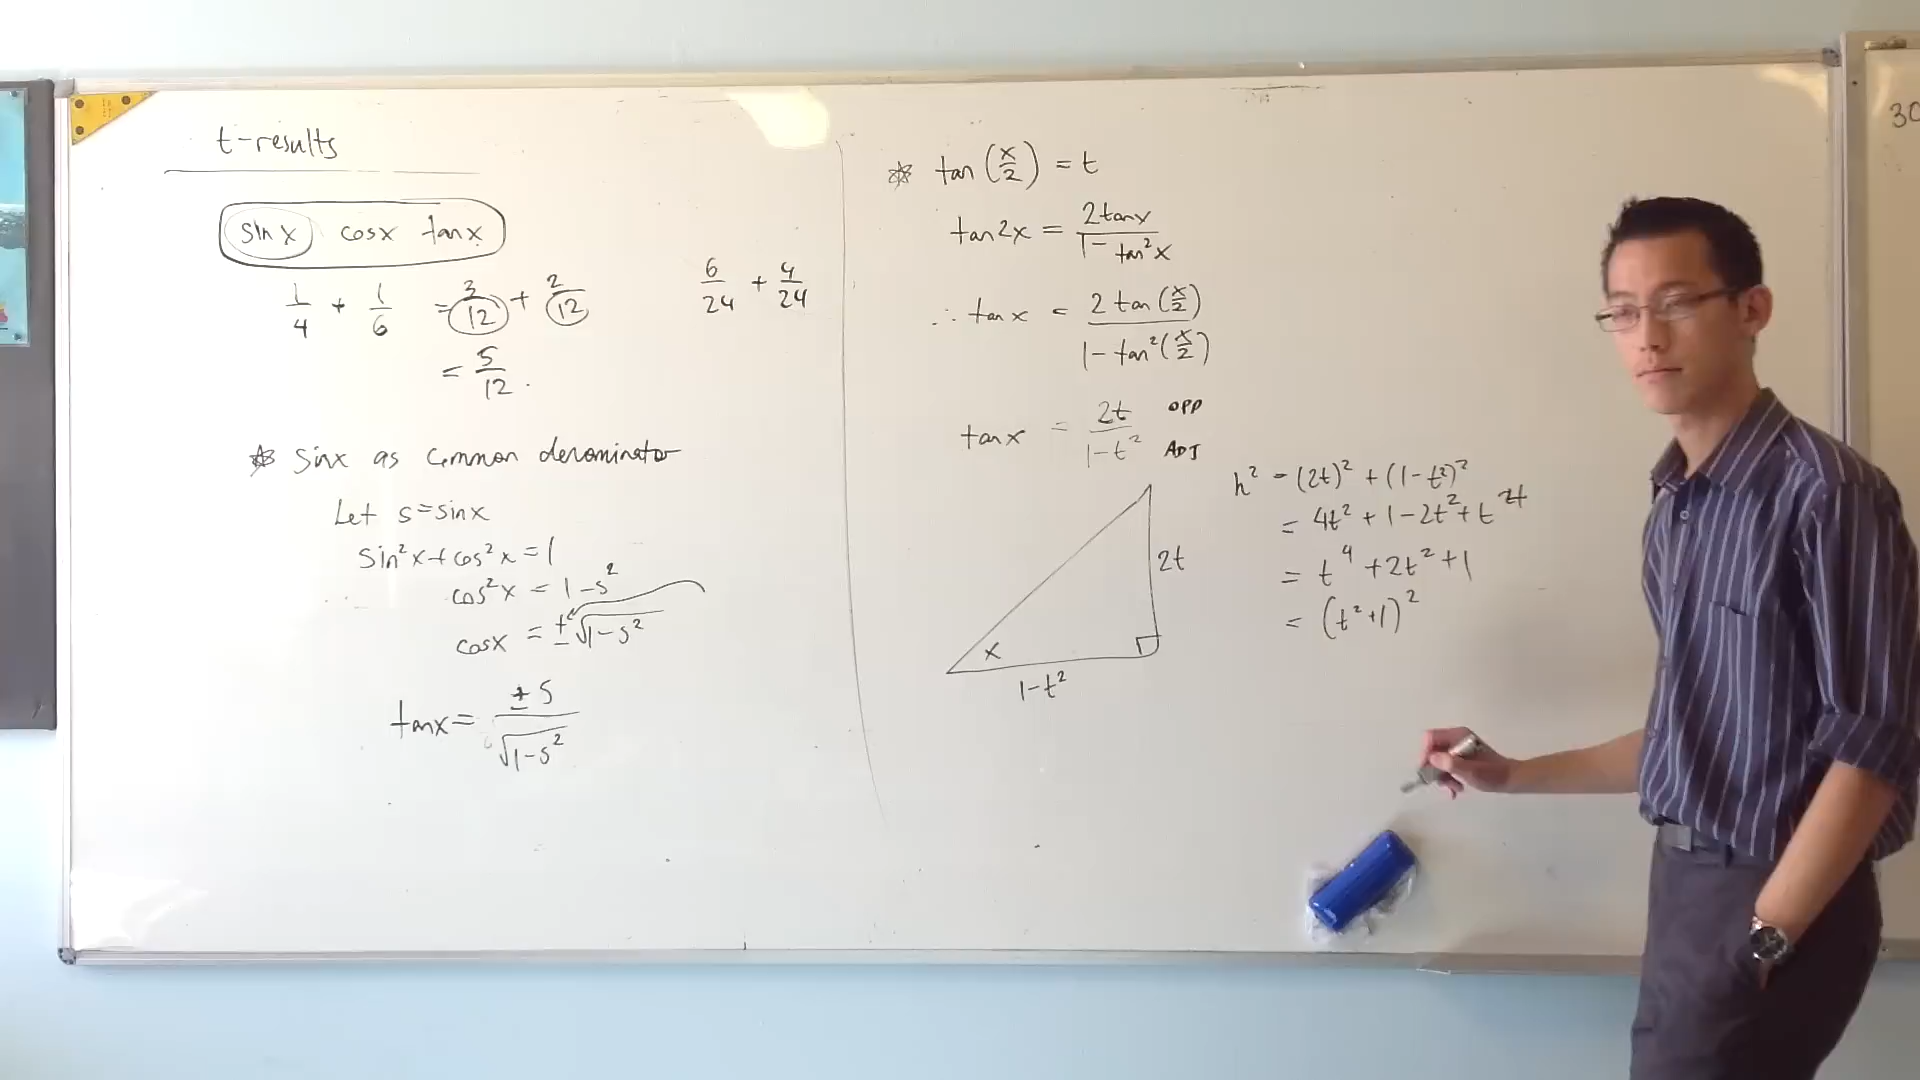 t-results
sinx cosx tanx
1/4 + 1/6 = 3/12 + 2/12
6/24 + 4/24
= 5/12.
* sinx as common denominator
Let s=sinx
sin²x+cos²x=1
cos²x = 1-s²
cosx = ±√1-s²
tanx= ±s/√1-s²
* tan(x/2) = t
tan2x = 2tanx/1-tan²x
∴ tanx = 2tan(x/2)/1-tan²(x/2)
tanx = 2t/1-t² OPP ADJ
2t
x
1-t²
h² = (2t)² + (1-t²)²
= 4t² + 1-2t²+t⁴
= t⁴+2t²+1
= (t²+1)²
30